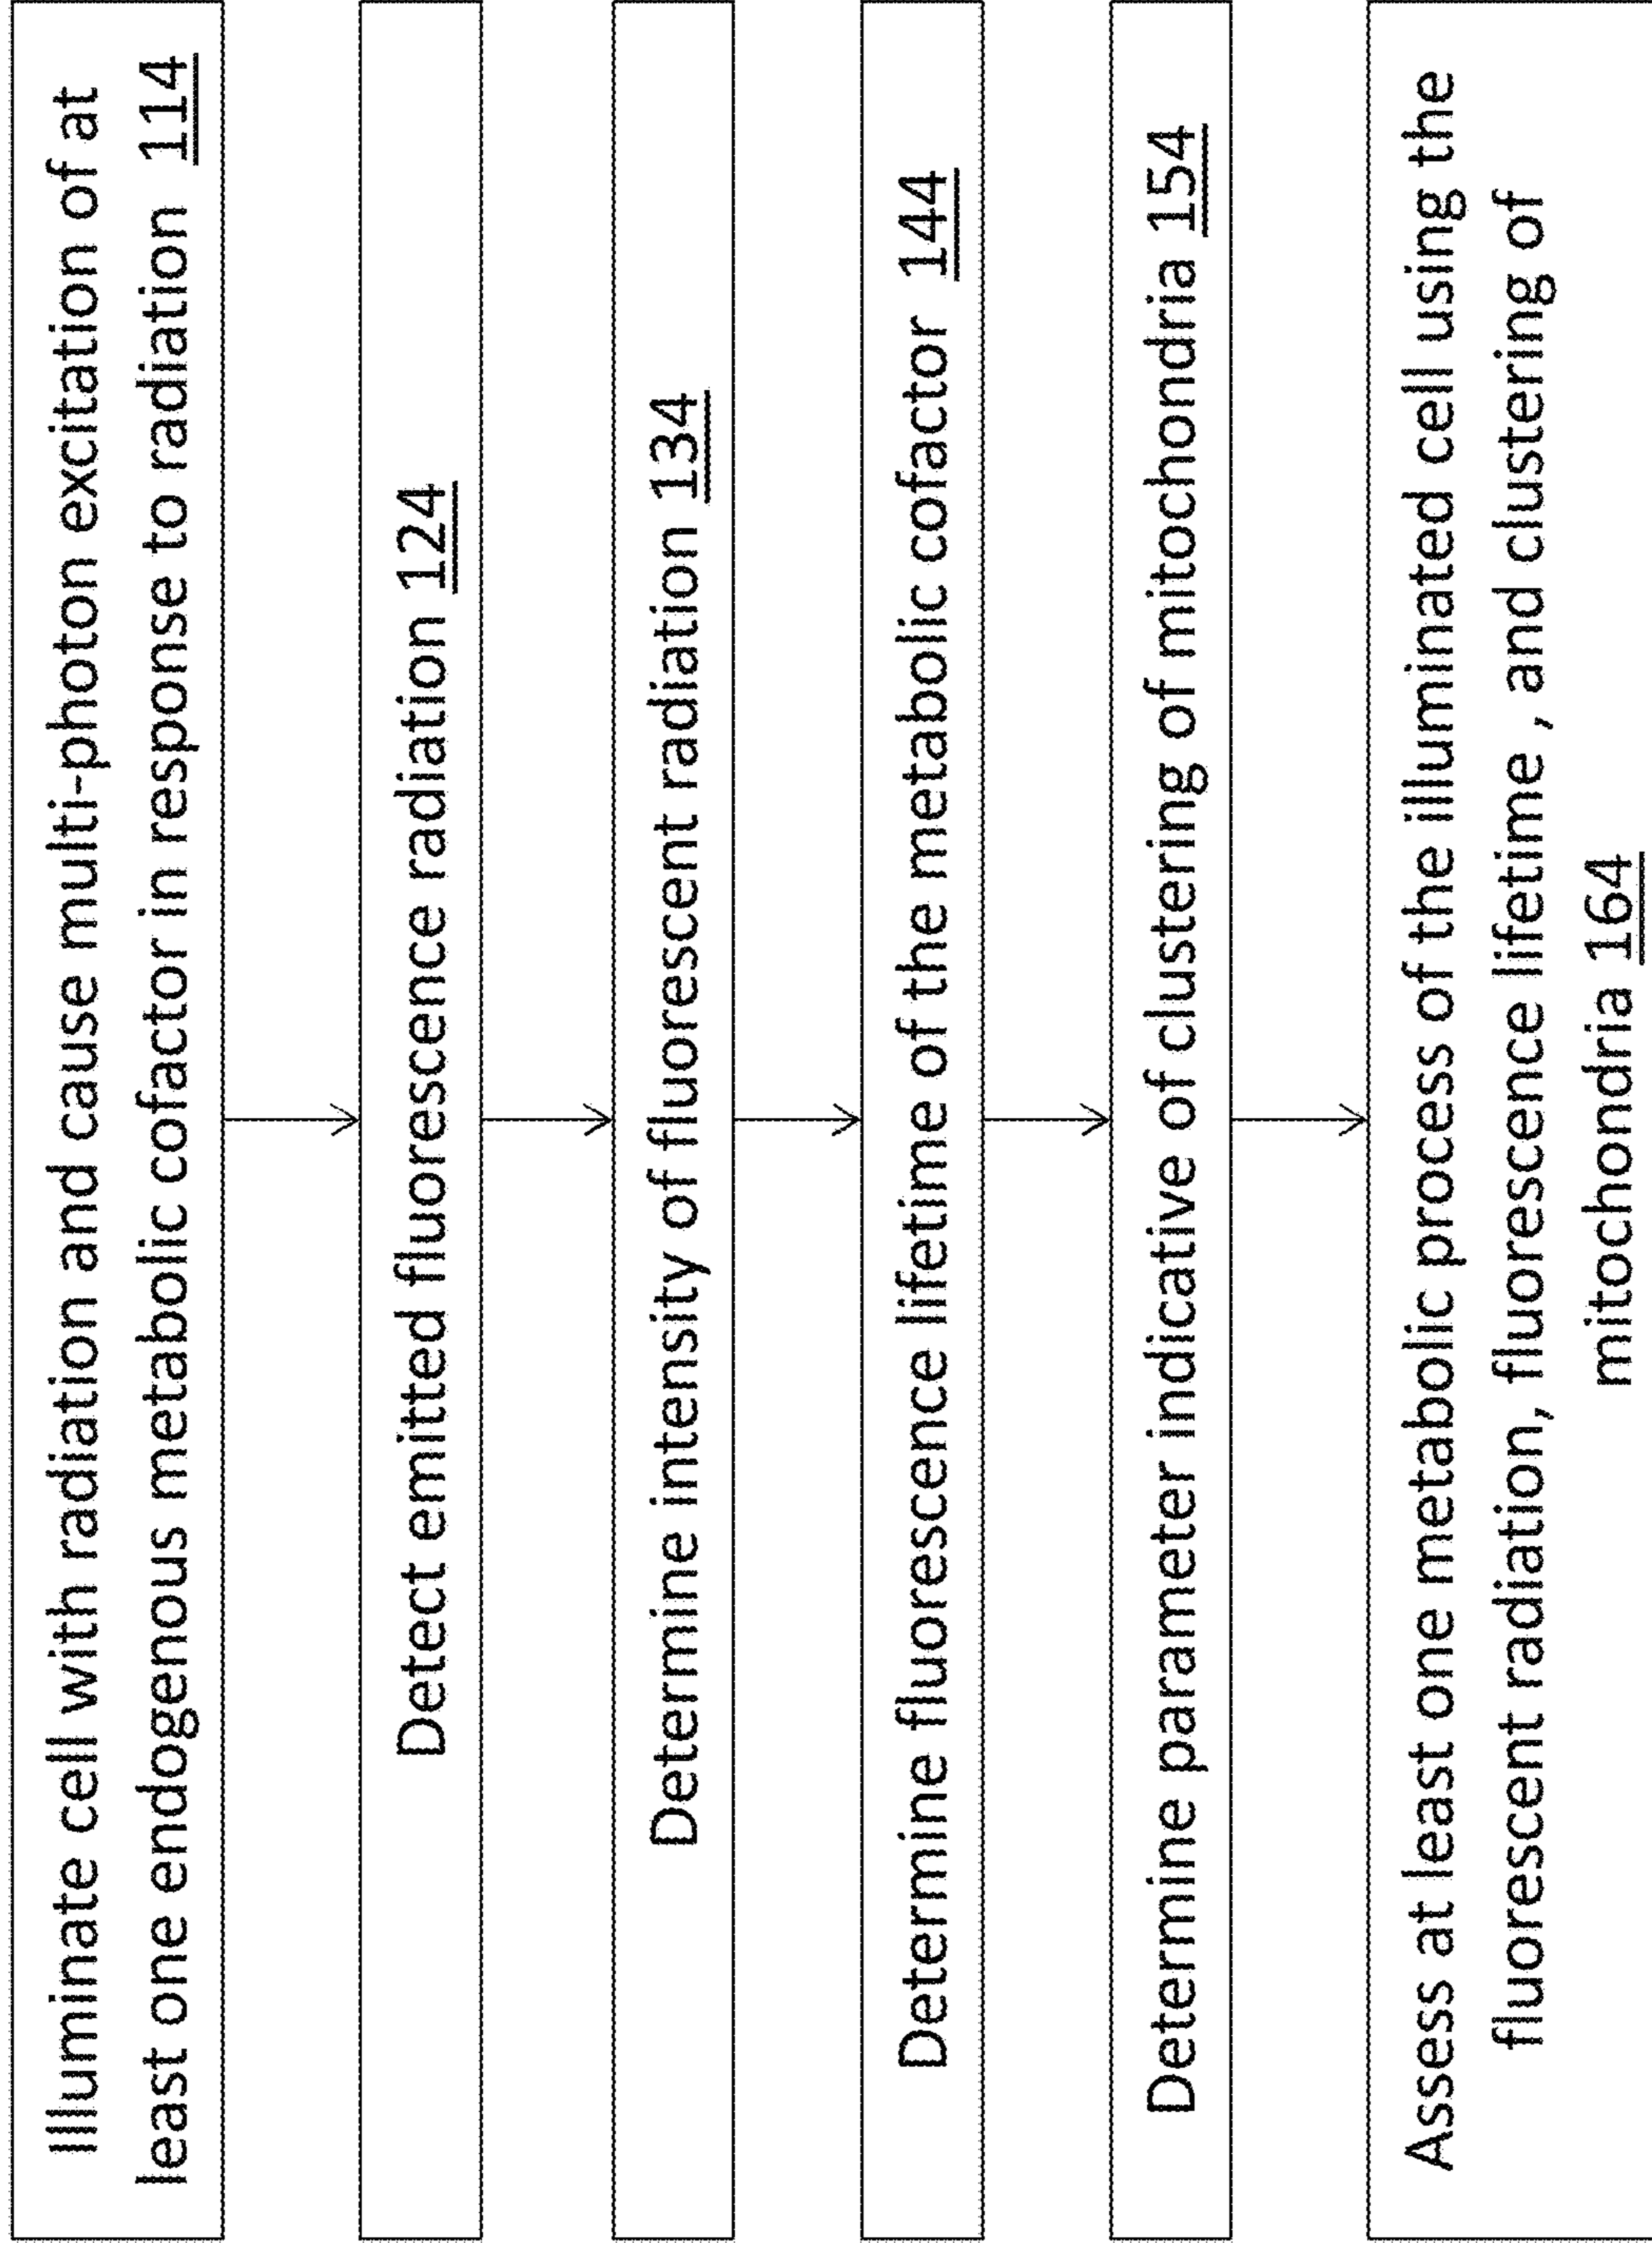 Illuminate cell with radiation and cause multi-photon excitation of at
least one endogenous metabolic cofactor in response to radiation 114
Detect emitted fluorescence radiation 124
Determine intensity of fluorescent radiation 134
Determine fluorescence lifetime of the metabolic cofactor 144
Determine parameter indicative of clustering of mitochondria 154
Assess at least one metabolic process of the illuminated cell using the
fluorescent radiation, fluorescence lifetime , and clustering of
mitochondria 164